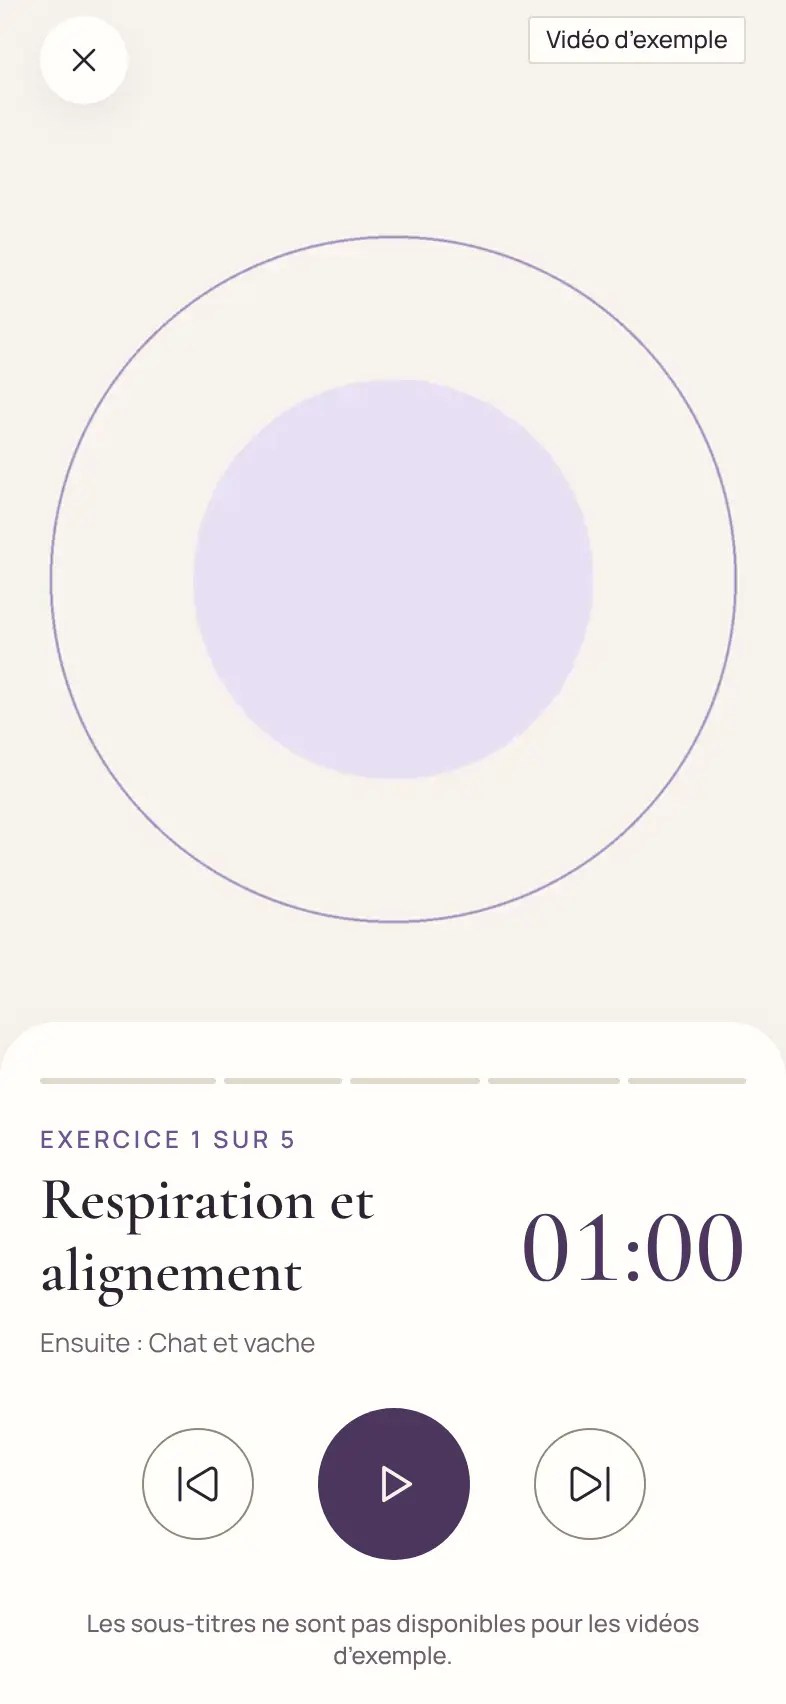 Vidéo d’exemple
EXERCICE 1 SUR 5
Respiration et
alignement
01:00
Ensuite : Chat et vache
Les sous-titres ne sont pas disponibles pour les vidéos
d’exemple.